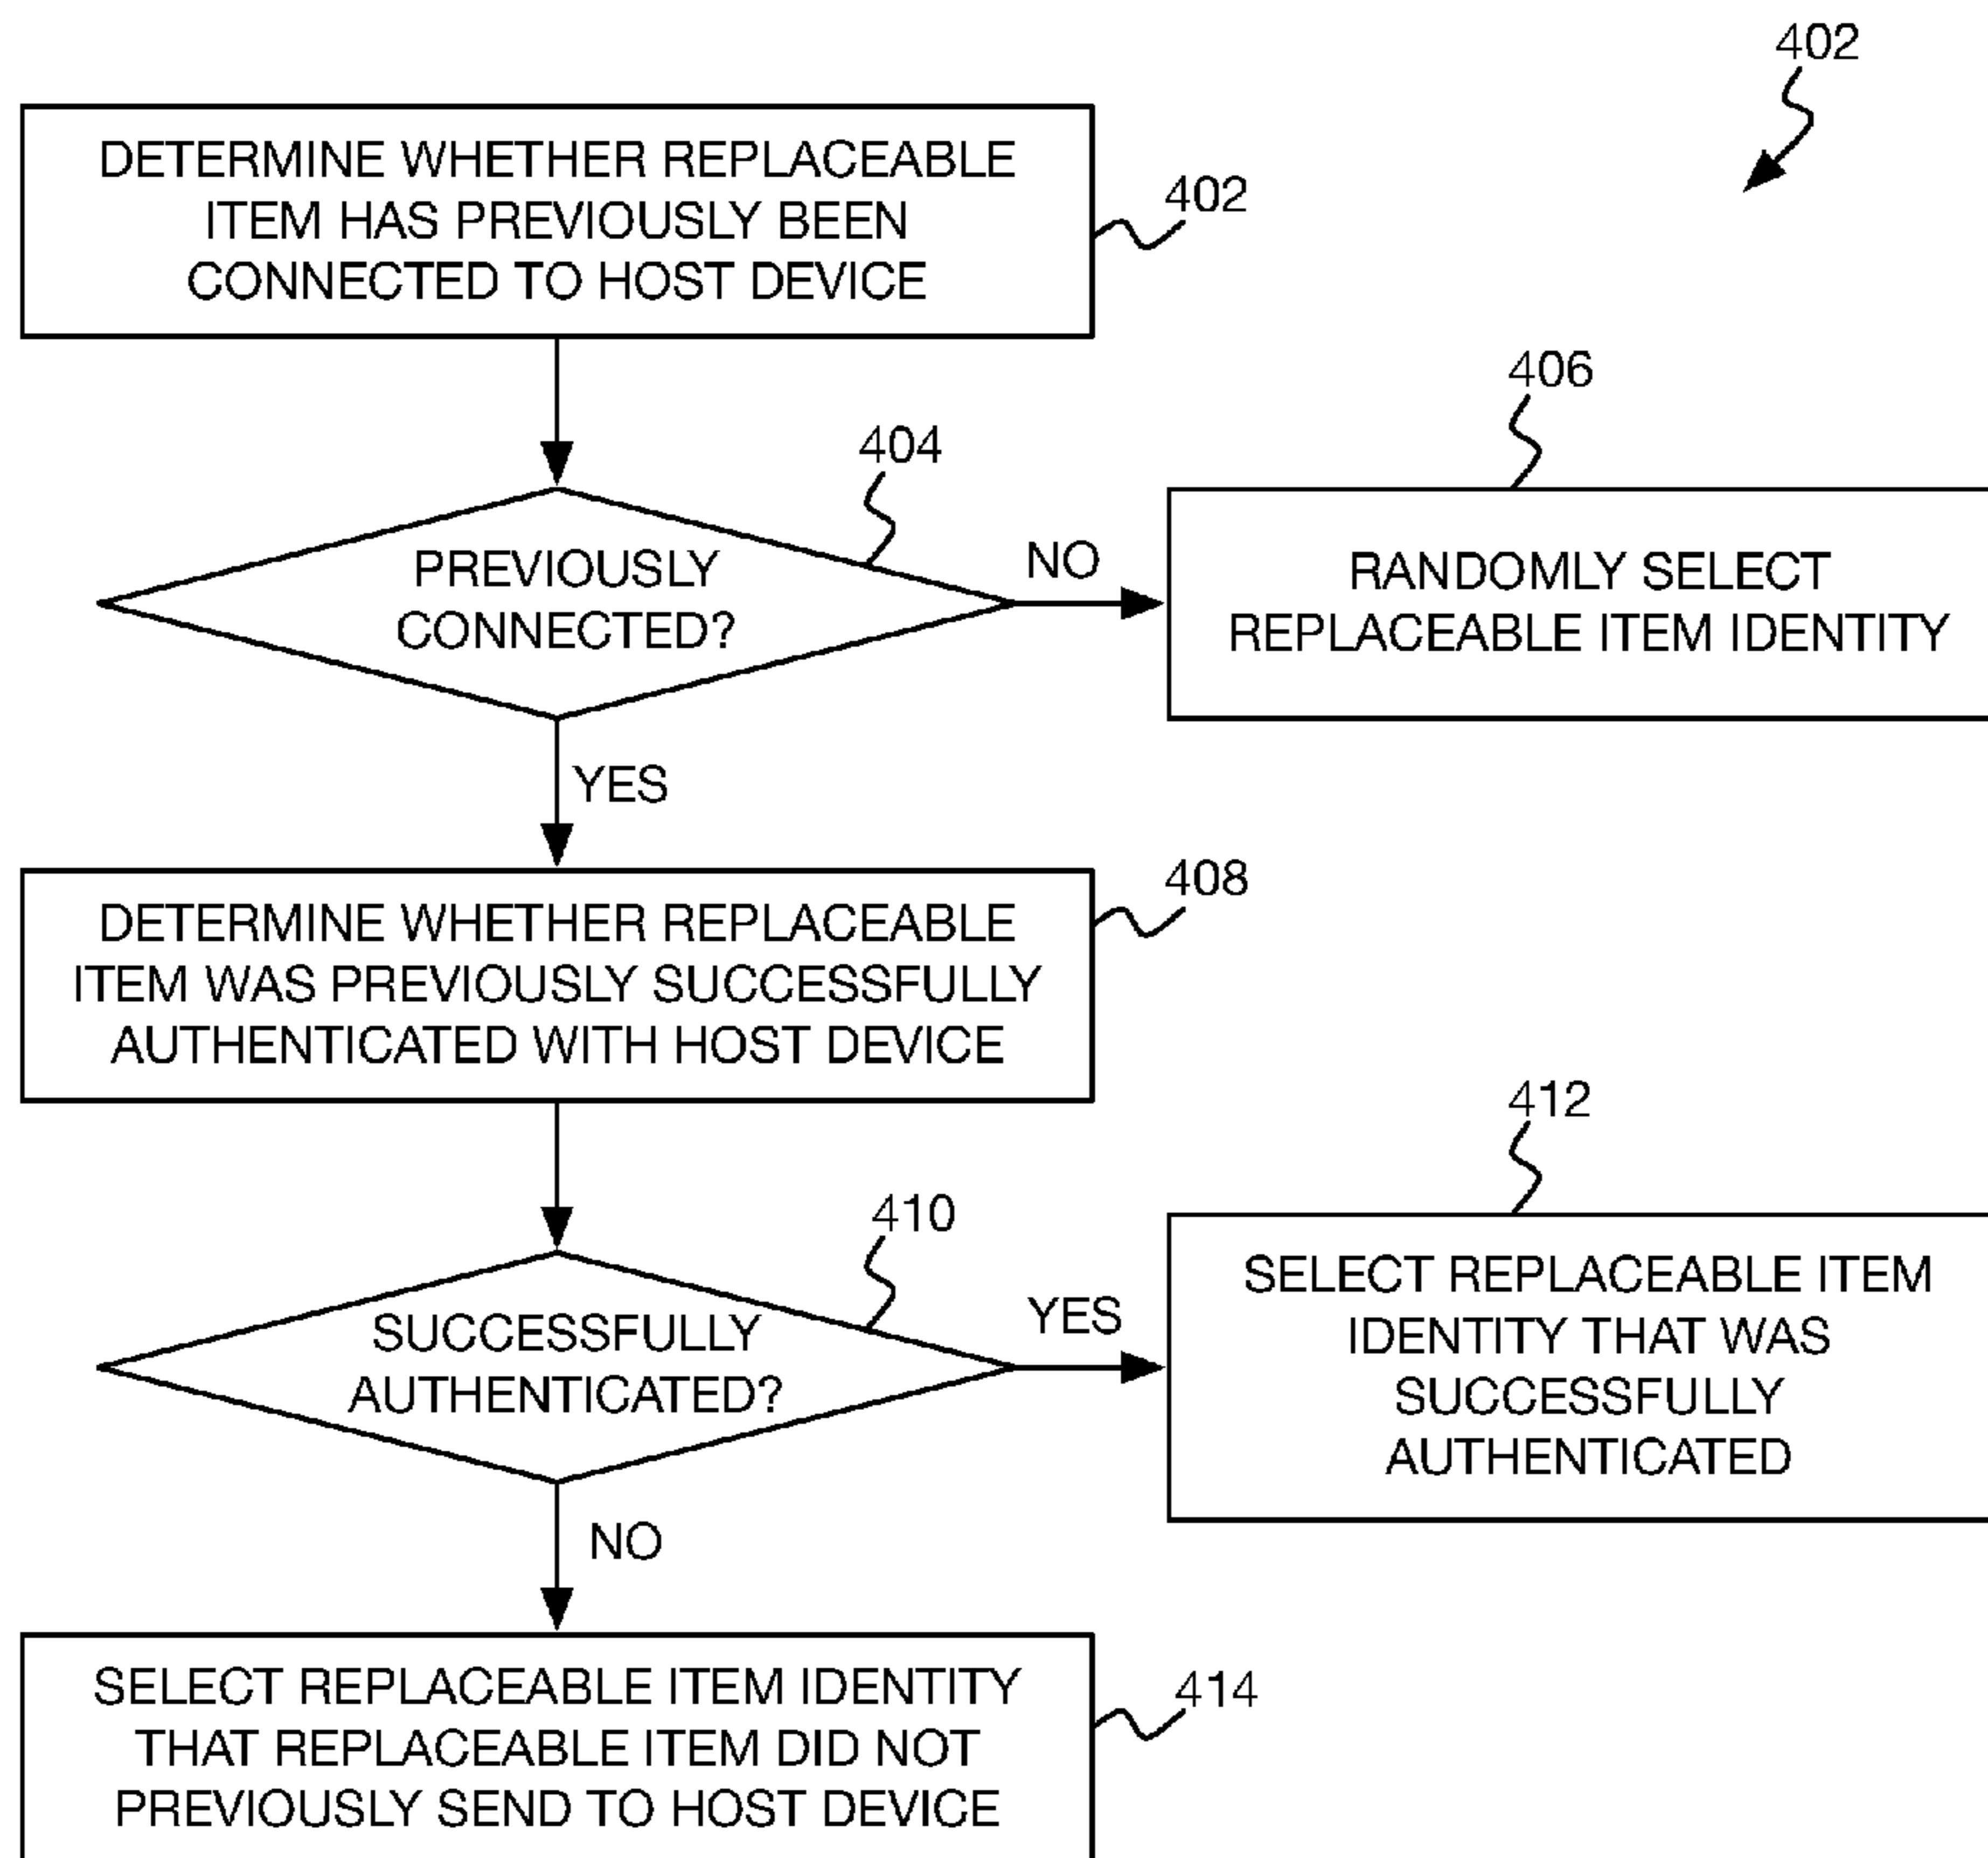 402
DETERMINE WHETHER REPLACEABLE
ITEM HAS PREVIOUSLY BEEN
CONNECTED TO HOST DEVICE
402
404
PREVIOUSLY
CONNECTED?
NO
406
RANDOMLY SELECT
REPLACEABLE ITEM IDENTITY
YES
DETERMINE WHETHER REPLACEABLE
ITEM WAS PREVIOUSLY SUCCESSFULLY
AUTHENTICATED WITH HOST DEVICE
408
410
SUCCESSFULLY
AUTHENTICATED?
YES
412
SELECT REPLACEABLE ITEM
IDENTITY THAT WAS
SUCCESSFULLY
AUTHENTICATED
NO
SELECT REPLACEABLE ITEM IDENTITY
THAT REPLACEABLE ITEM DID NOT
PREVIOUSLY SEND TO HOST DEVICE
414